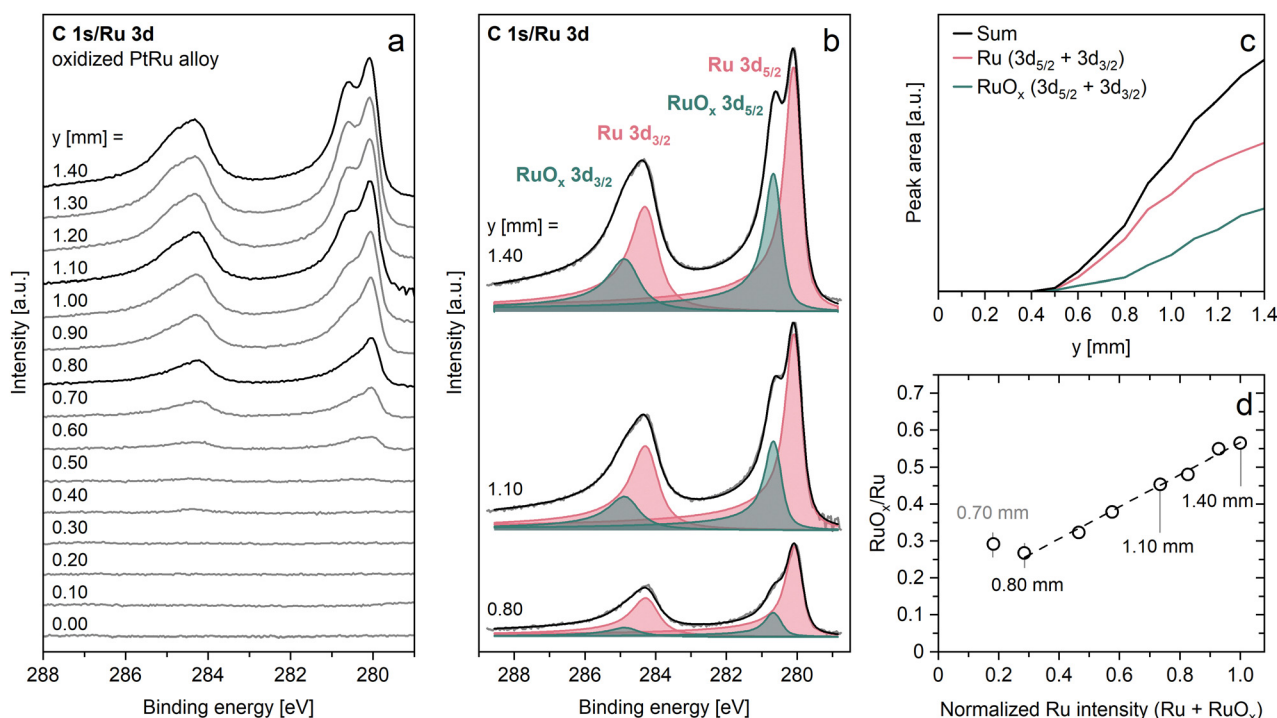 C 1s/Ru 3d
oxidized PtRu alloy
a
y [mm] =
1.40
1.30
1.20
1.10
1.00
0.90
0.80
0.70
0.60
0.50
0.40
0.30
0.20
0.10
0.00
Intensity [a.u.]
288 286 284 282 280
Binding energy [eV]
C 1s/Ru 3d
b
Ru 3d5/2
RuOx 3d5/2
Ru 3d3/2
RuOx 3d3/2
y [mm] =
1.40
1.10
0.80
Intensity [a.u.]
288 286 284 282 280
Binding energy [eV]
c
Sum
Ru (3d5/2 + 3d3/2)
RuOx (3d5/2 + 3d3/2)
Peak area [a.u.]
0 0.2 0.4 0.6 0.8 1.0 1.2 1.4
y [mm]
d
0.7
0.6
0.5
0.4
0.3
0.2
0.1
0
RuOx/Ru
0.70 mm
0.80 mm
1.10 mm
1.40 mm
0 0.2 0.4 0.6 0.8 1.0
Normalized Ru intensity (Ru + RuOx)